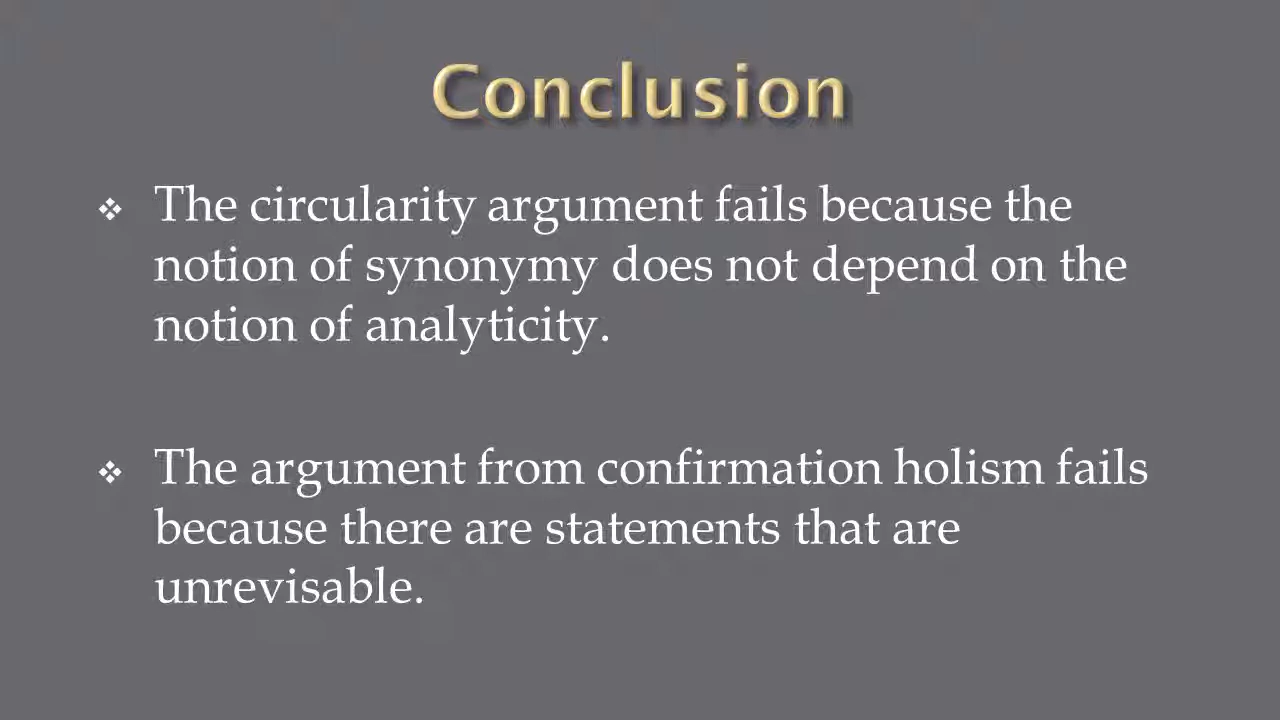 Conclusion
❖ The circularity argument fails because the
notion of synonymy does not depend on the
notion of analyticity.
❖ The argument from confirmation holism fails
because there are statements that are
unrevisable.